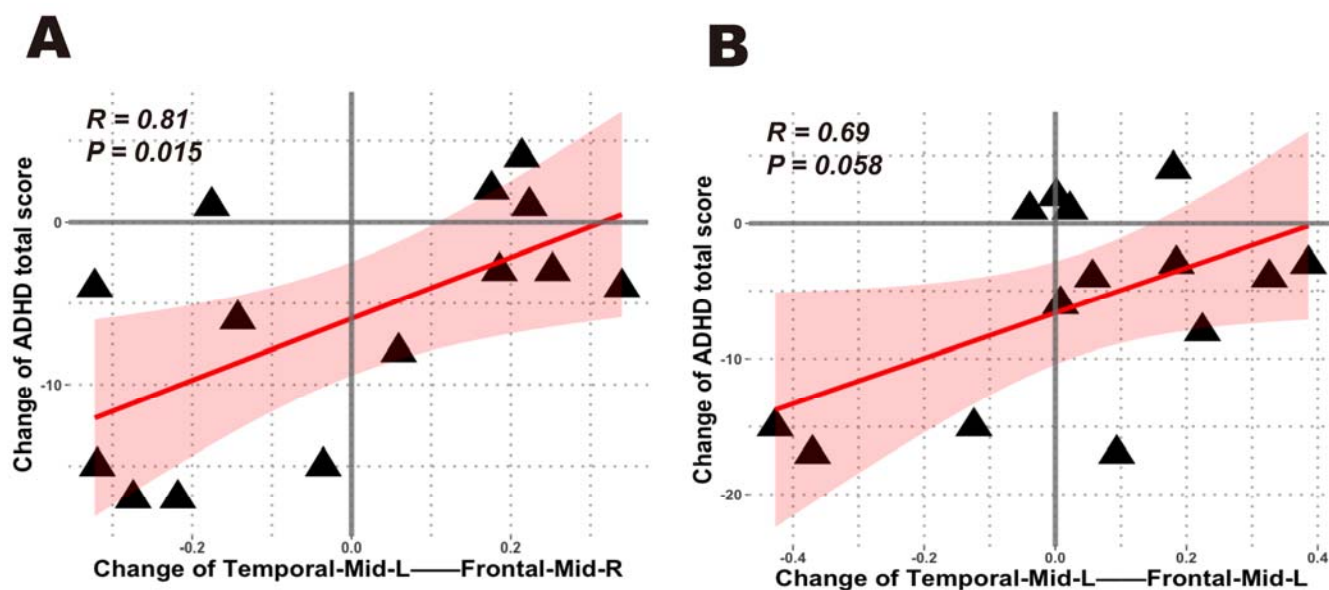 A
R = 0.81
P = 0.015
Change of ADHD total score
0
-10
-0.2
0.0
0.2
Change of Temporal-Mid-L——Frontal-Mid-R
B
R = 0.69
P = 0.058
Change of ADHD total score
0
-10
-20
-0.4
-0.2
0.0
0.2
0.4
Change of Temporal-Mid-L——Frontal-Mid-L